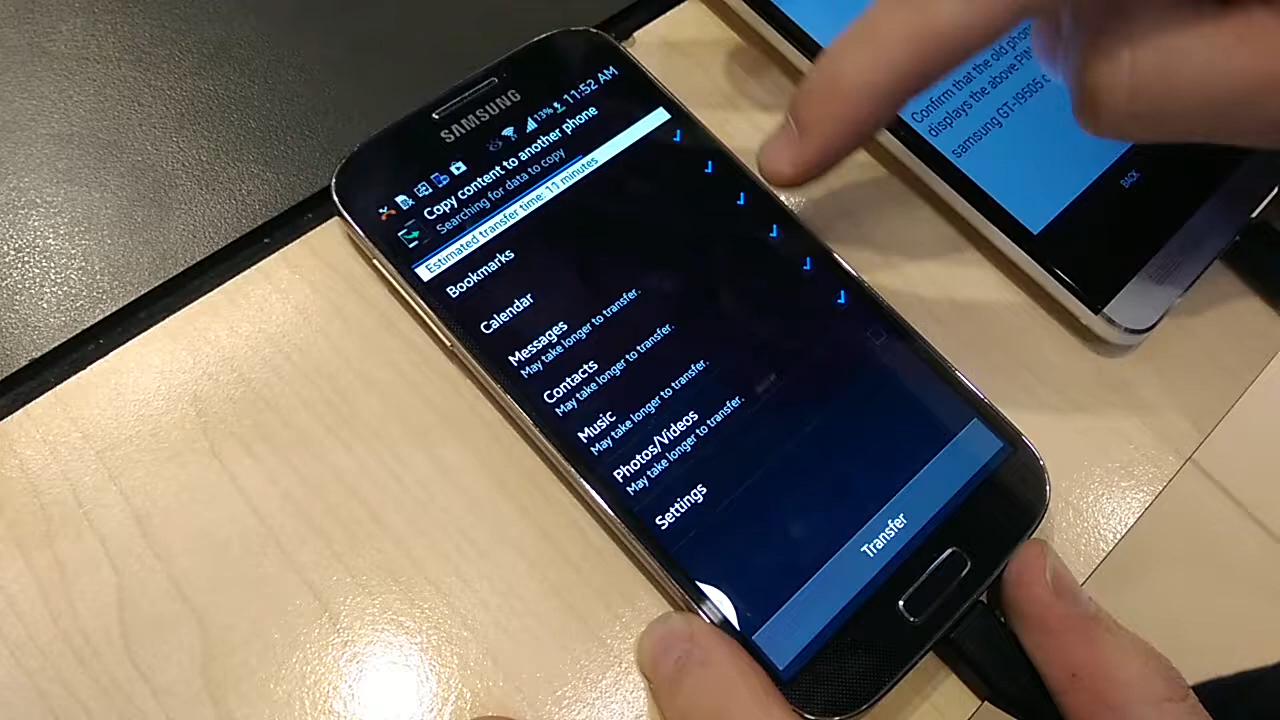 SAMSUNG
13% 11:52 AM
Copy content to another phone
Searching for data to copy
Estimated transfer time: 11 minutes
Bookmarks
Calendar
Messages
May take longer to transfer.
Contacts
May take longer to transfer.
Music
May take longer to transfer.
Photos/Videos
May take longer to transfer.
Settings
Transfer
Confirm that the old phone
displays the above PIN
samsung GT-I9505
BACK